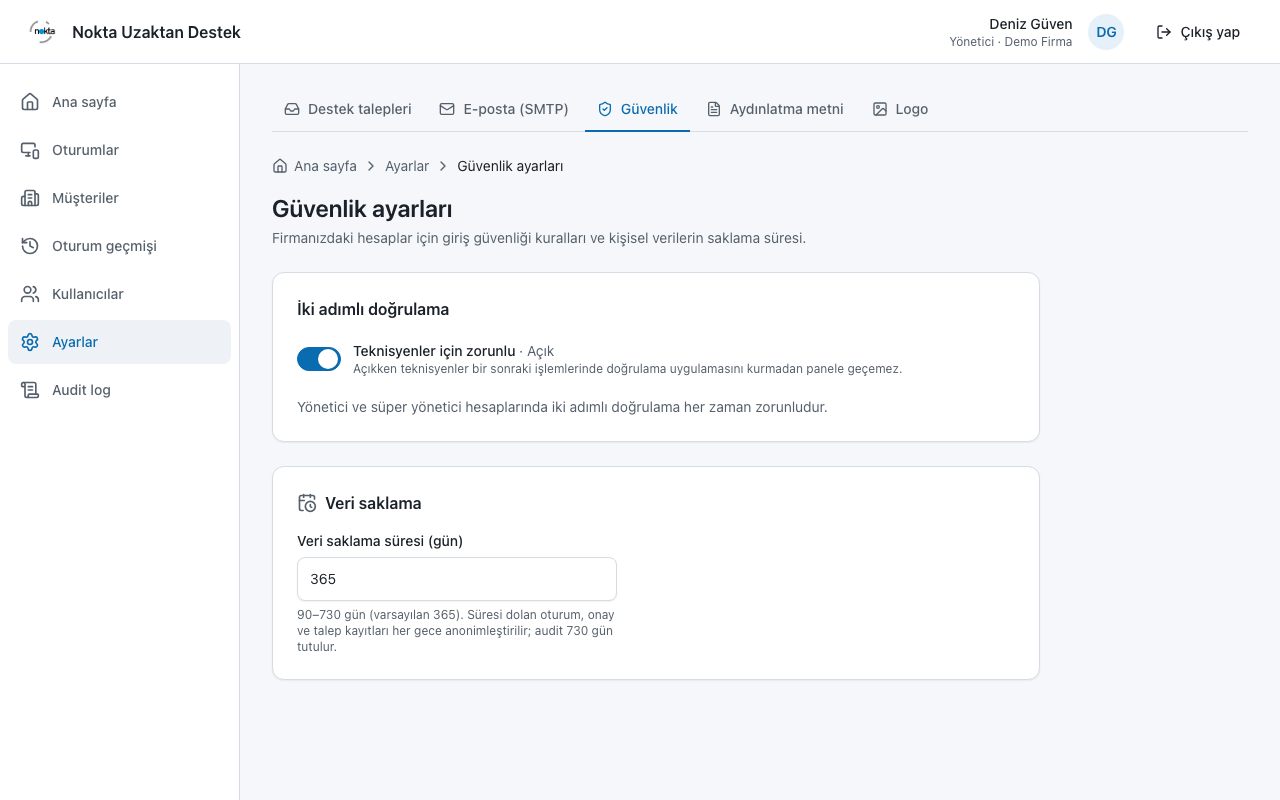 nokta
Nokta Uzaktan Destek
Deniz Güven
Yönetici · Demo Firma
DG
Çıkış yap
Ana sayfa
Oturumlar
Müşteriler
Oturum geçmişi
Kullanıcılar
Ayarlar
Audit log
Destek talepleri
E-posta (SMTP)
Güvenlik
Aydınlatma metni
Logo
Ana sayfa > Ayarlar > Güvenlik ayarları
Güvenlik ayarları
Firmanızdaki hesaplar için giriş güvenliği kuralları ve kişisel verilerin saklama süresi.
İki adımlı doğrulama
Teknisyenler için zorunlu · Açık
Açıkken teknisyenler bir sonraki işlemlerinde doğrulama uygulamasını kurmadan panele geçemez.
Yönetici ve süper yönetici hesaplarında iki adımlı doğrulama her zaman zorunludur.
Veri saklama
Veri saklama süresi (gün)
365
90–730 gün (varsayılan 365). Süresi dolan oturum, onay
ve talep kayıtları her gece anonimleştirilir; audit 730 gün
tutulur.